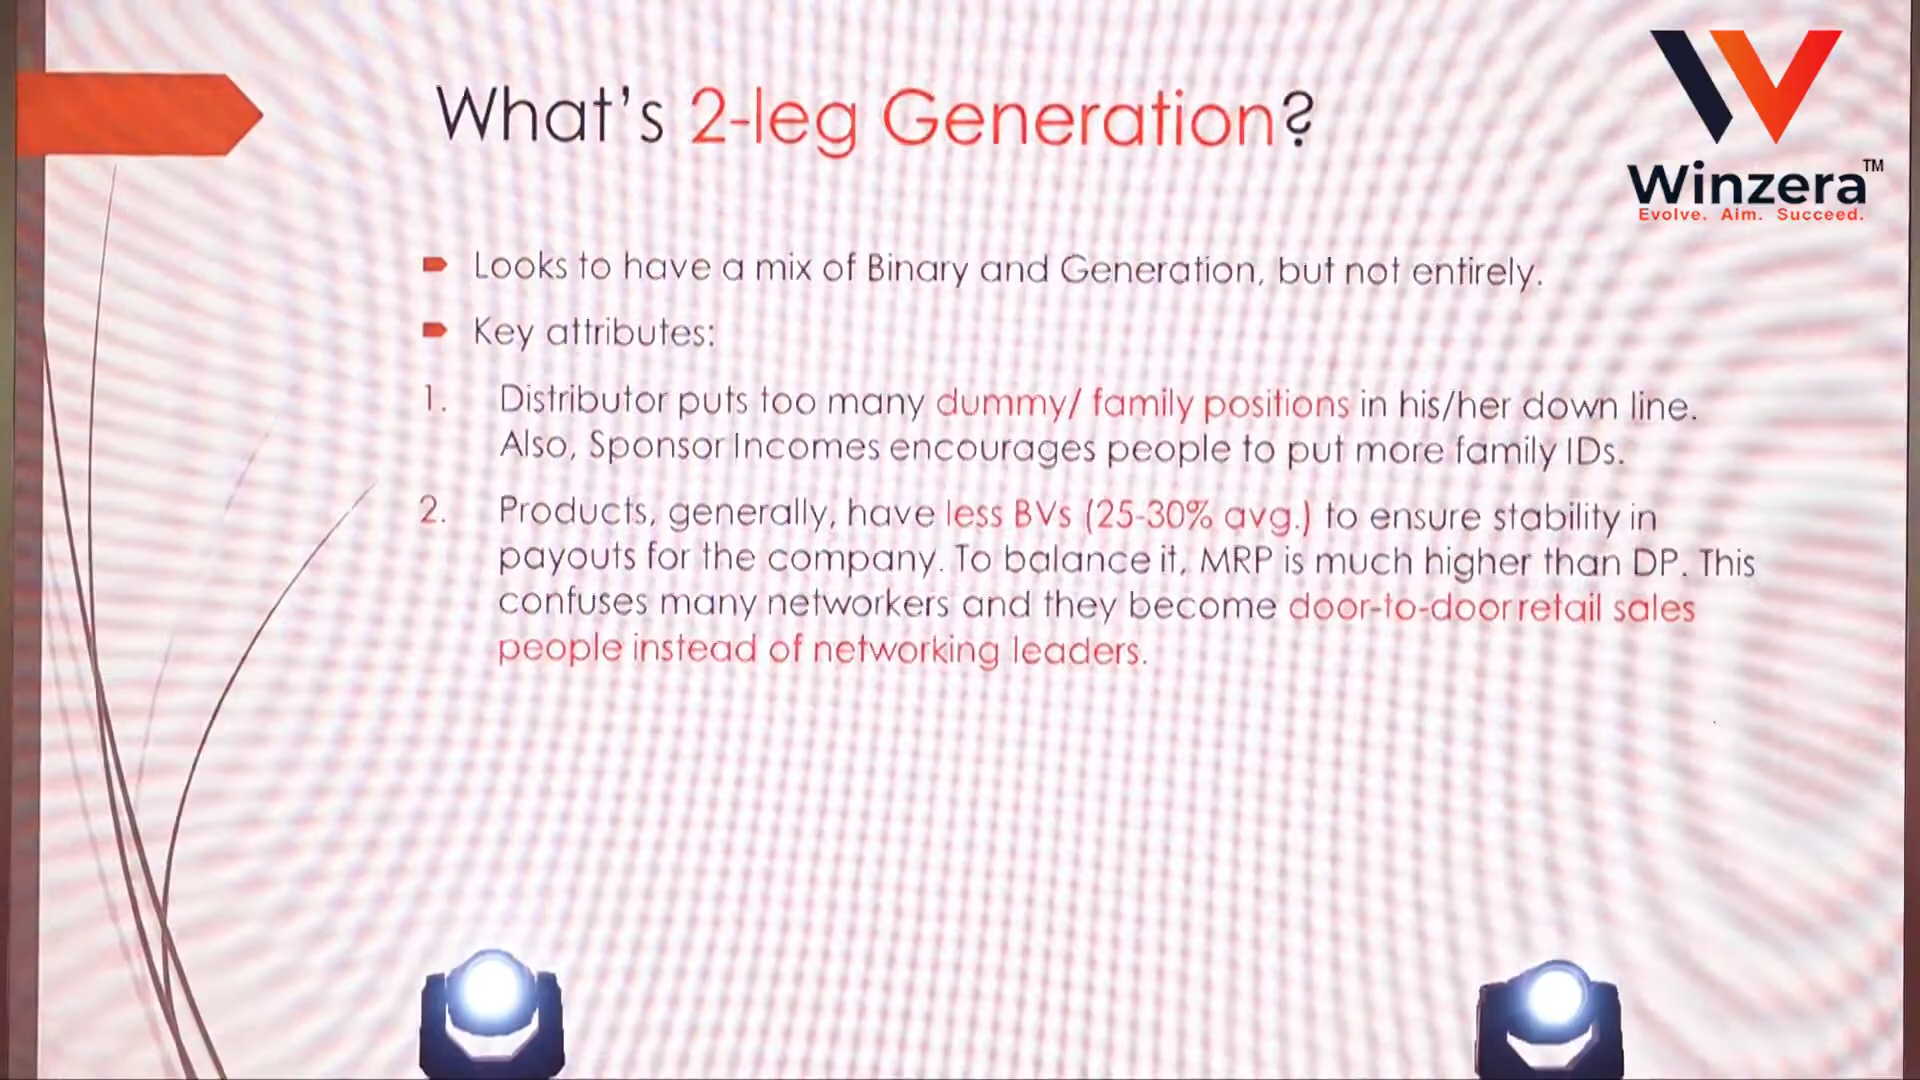 What's 2-leg Generation?
Winzera™
Evolve. Aim. Succeed.
Looks to have a mix of Binary and Generation, but not entirely.
Key attributes:
1. Distributor puts too many dummy/ family positions in his/her down line.
Also, Sponsor Incomes encourages people to put more family IDs.
2. Products, generally, have less BVs (25-30% avg.) to ensure stability in
payouts for the company. To balance it, MRP is much higher than DP. This
confuses many networkers and they become door-to-door retail sales
people instead of networking leaders.